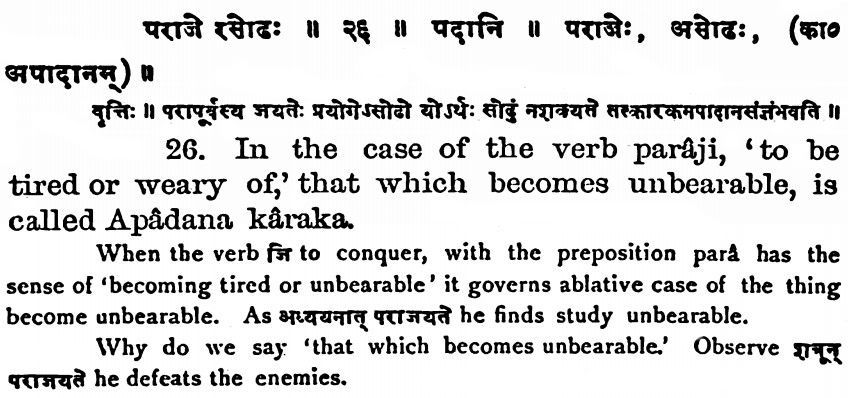 पराजे रसोढः ॥ २६ ॥ पदानि ॥ पराजेः, असोढः, (का०
अपादानम्) ॥
वृत्तिः ॥ परापूर्वस्य जयतेः प्रयोगेऽसोढो योऽर्थः सोढुं नशक्यते तत्कारकमपादानसंज्ञंभवति ॥
26. In the case of the verb parâji, ‘to be
tired or weary of,’ that which becomes unbearable, is
called Apâdana kâraka.
When the verb जि to conquer, with the preposition parâ has the
sense of ‘becoming tired or unbearable’ it governs ablative case of the thing
become unbearable. As अध्ययनात् पराजयते he finds study unbearable.
Why do we say ‘that which becomes unbearable.’ Observe शत्रून्
पराजयते he defeats the enemies.